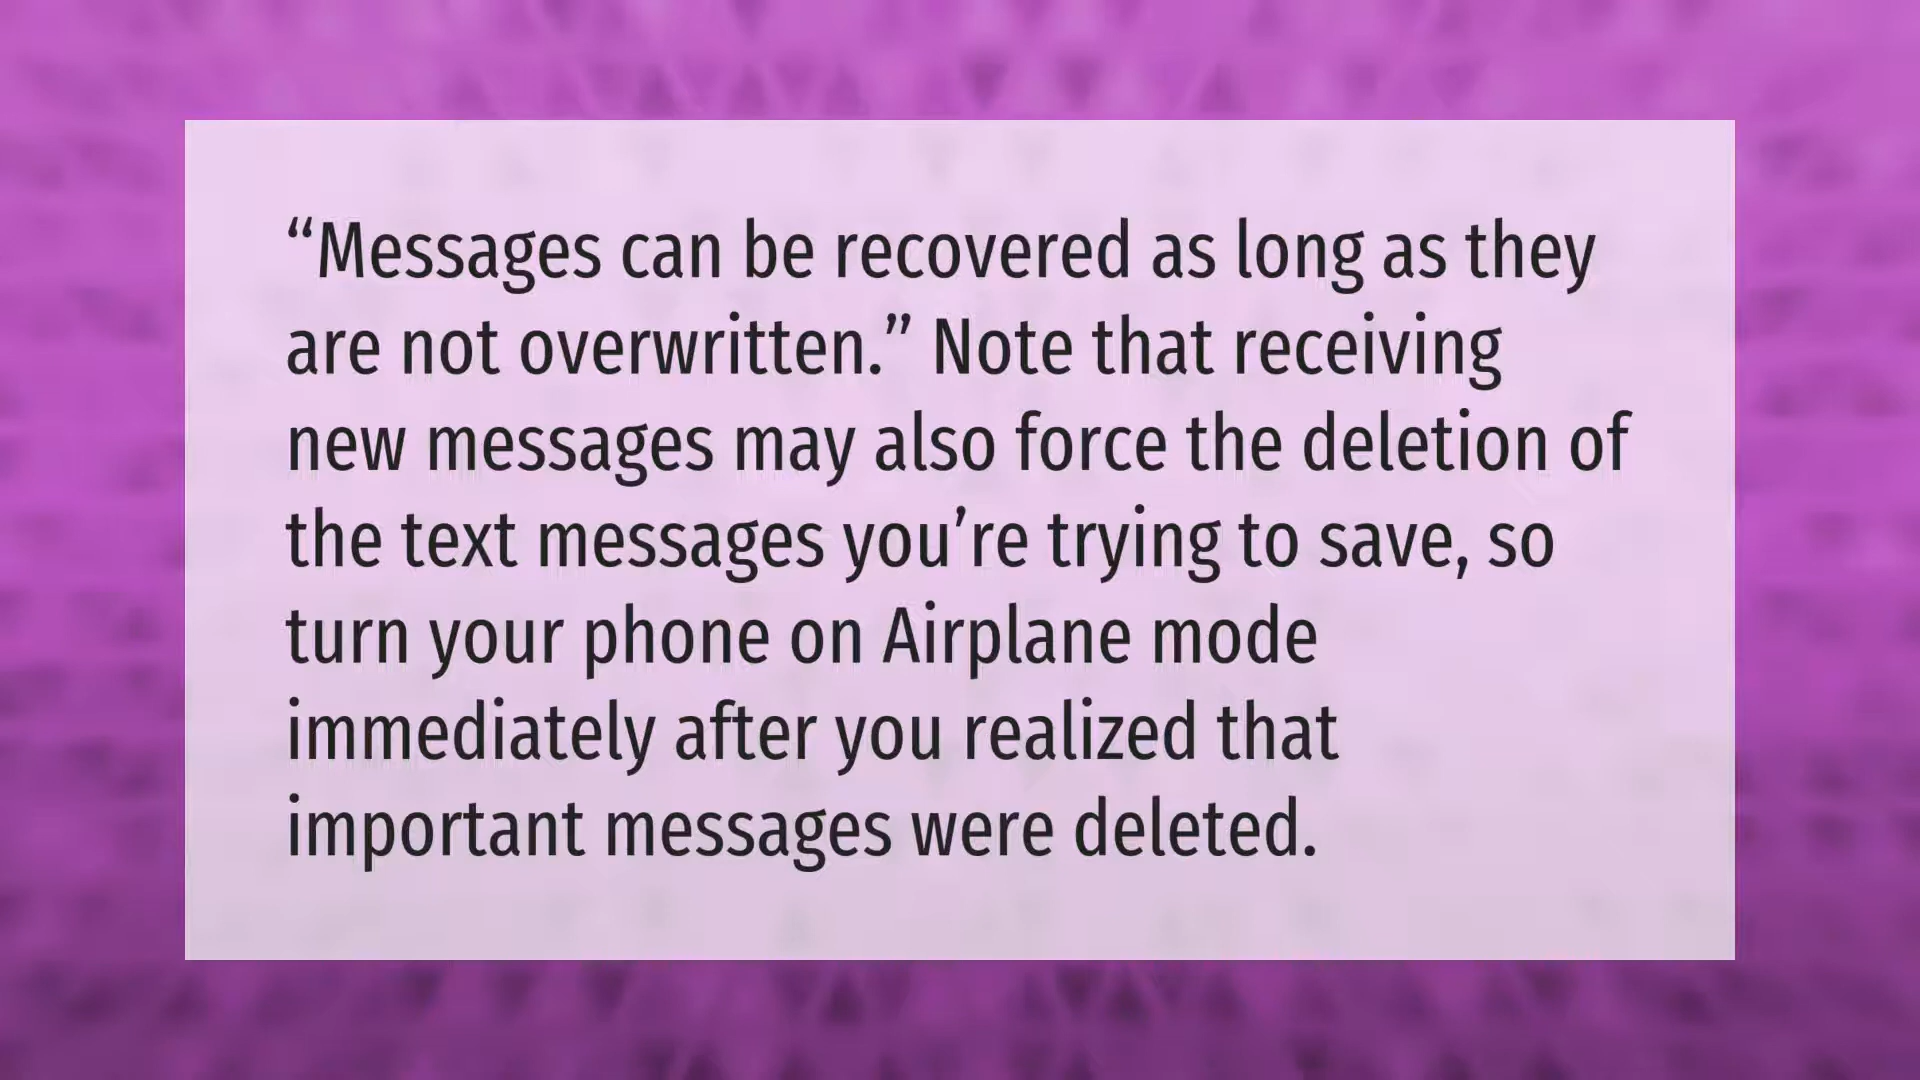 “Messages can be recovered as long as they
are not overwritten.” Note that receiving
new messages may also force the deletion of
the text messages you’re trying to save, so
turn your phone on Airplane mode
immediately after you realized that
important messages were deleted.